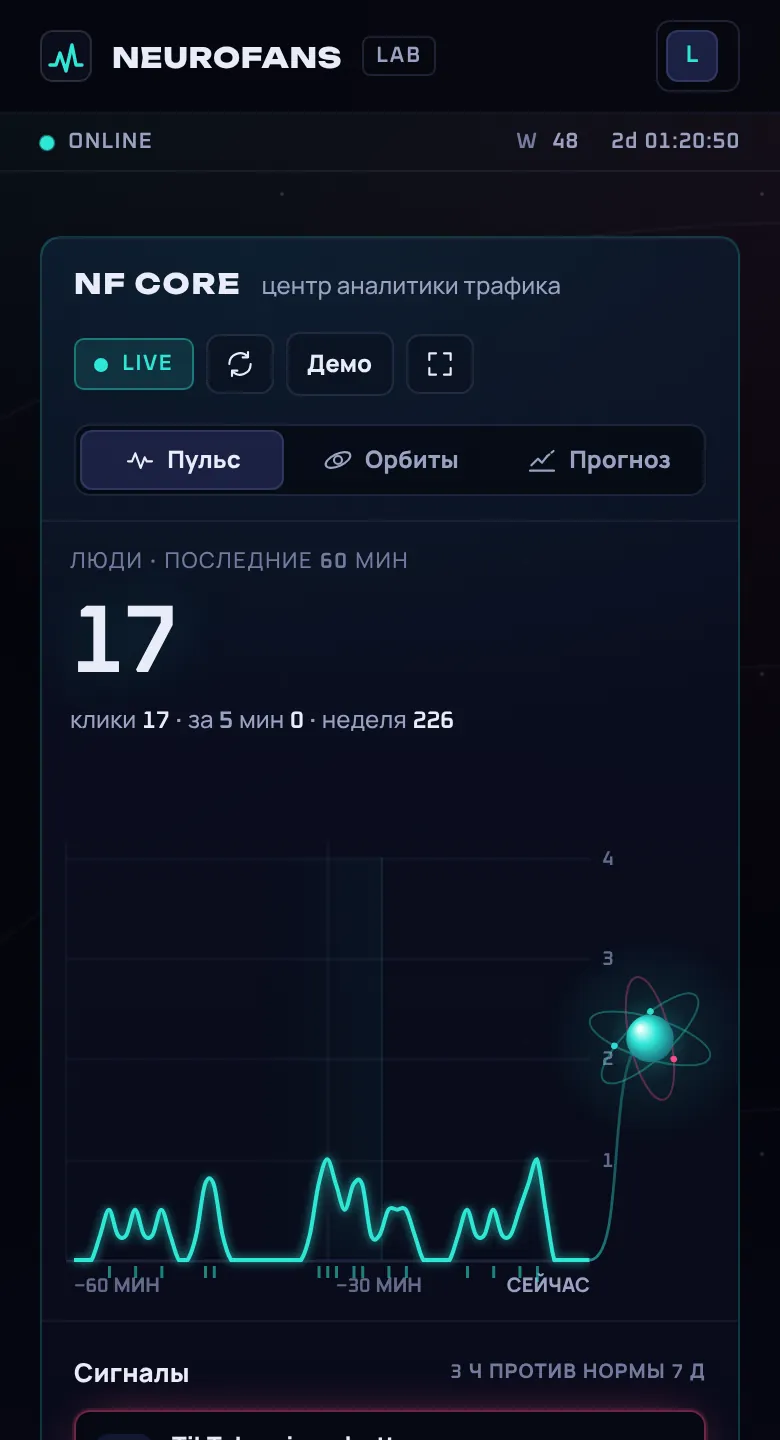 NEUROFANS LAB L
ONLINE W 48 2d 01:20:50
NF CORE центр аналитики трафика
LIVE Демо
Пульс Орбиты Прогноз
ЛЮДИ · ПОСЛЕДНИЕ 60 МИН
17
клики 17 · за 5 мин 0 · неделя 226
4
3
2
1
−60 МИН −30 МИН СЕЙЧАС
Сигналы 3 Ч ПРОТИВ НОРМЫ 7 Д